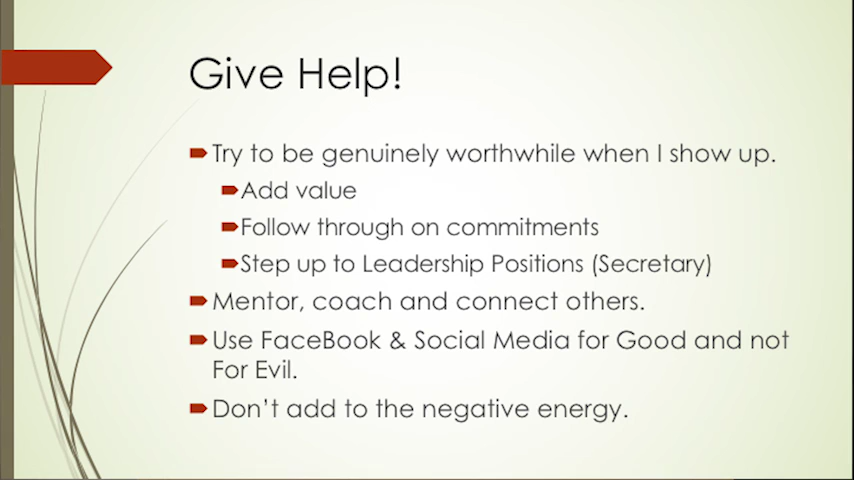 Give Help!
Try to be genuinely worthwhile when I show up.
Add value
Follow through on commitments
Step up to Leadership Positions (Secretary)
Mentor, coach and connect others.
Use FaceBook & Social Media for Good and not
For Evil.
Don't add to the negative energy.